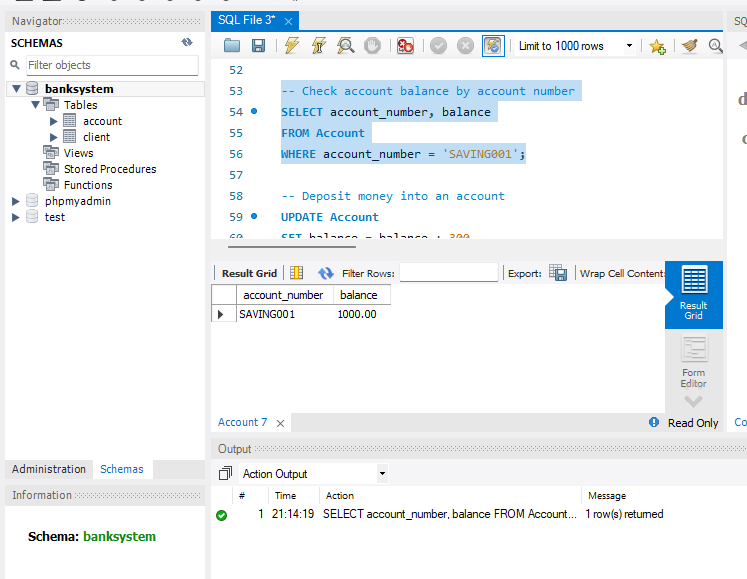 Navigator
SCHEMAS
Filter objects
banksystem
Tables
account
client
Views
Stored Procedures
Functions
phpmyadmin
test
Administration Schemas
Information
Schema: banksystem
SQL File 3* ×
Limit to 1000 rows
52
53 -- Check account balance by account number
54 SELECT account_number, balance
55 FROM Account
56 WHERE account_number = 'SAVING001';
57
58 -- Deposit money into an account
59 UPDATE Account
60 SET balance = balance + 300
Result Grid Filter Rows: Export: Wrap Cell Content:
account_number balance
SAVING001 1000.00
Result
Grid
Form
Editor
Account 7 × Read Only
Output
Action Output
# Time Action Message
1 21:14:19 SELECT account_number, balance FROM Account... 1 row(s) returned
SQ
d
Co